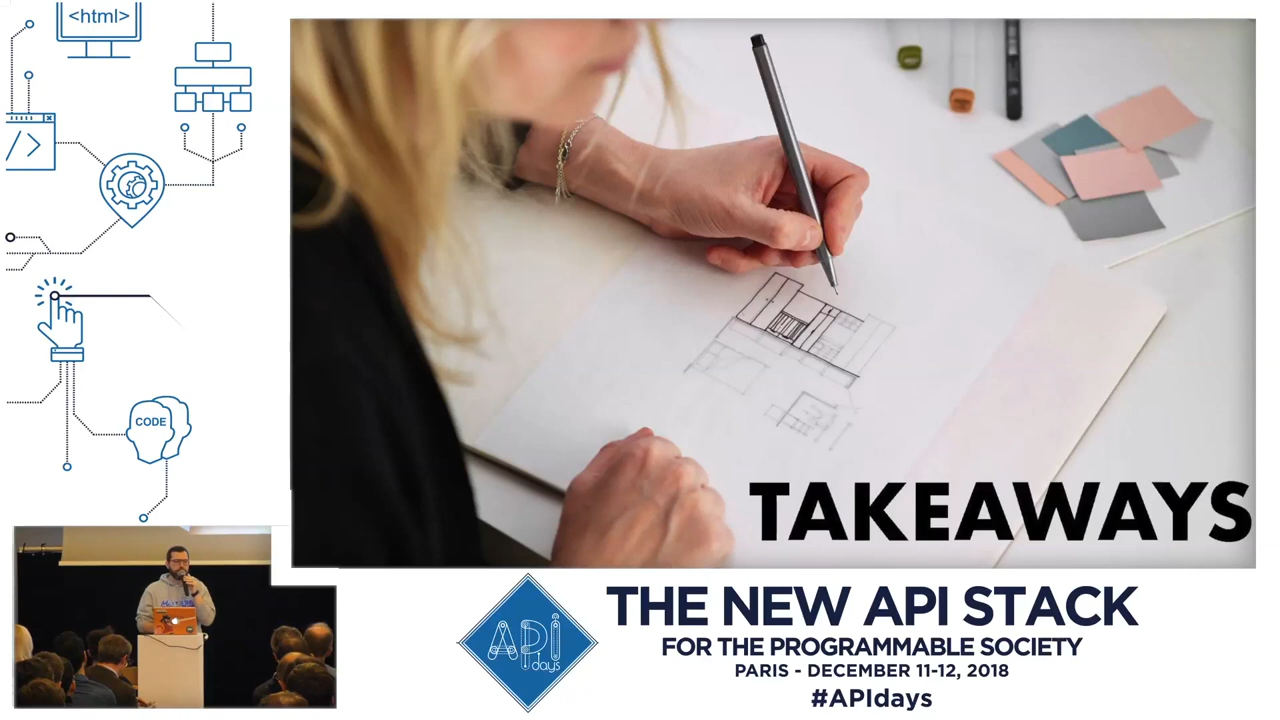 <html>
</>
CODE
TAKEAWAYS
API
days
THE NEW API STACK
FOR THE PROGRAMMABLE SOCIETY
PARIS - DECEMBER 11-12, 2018
#APIdays